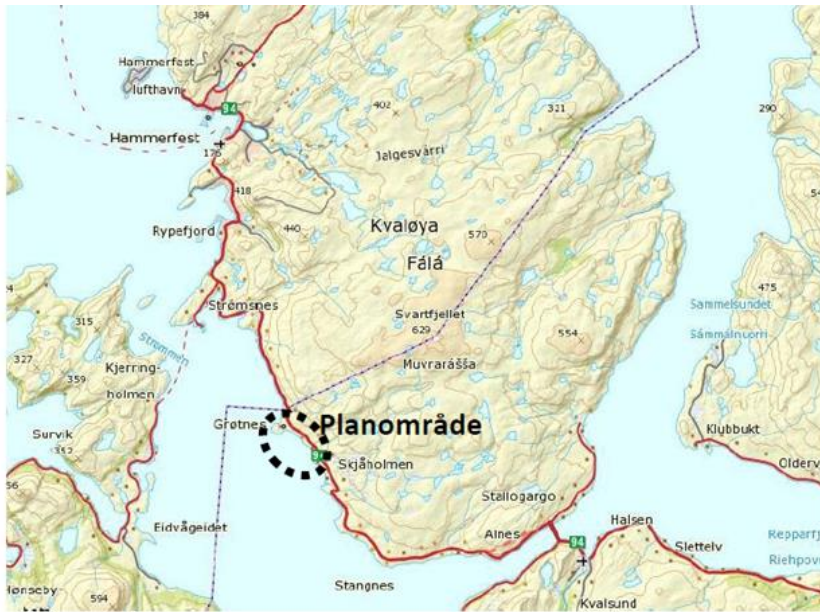 384
Hammerfest
lufthavn
94
402
321
290
Hammerfest
176
Jalgesvárri
418
Rypefjord
440
Kvaløya
570
Fálá
475
Sammelsundet
Strømsnes
Svartfjellet
629
554
315
Strømmen
327
Kjerring-
holmen
359
Muvrarášša
Grøtnes
Planområde
Klubbukt
Survik
352
Skjåholmen
Olderv
56
Stallogargo
Eidvågeidet
Alnes
94
Halsen
Slettelv
Repparfj
Riehpov
Stangnes
594
Kvalsund